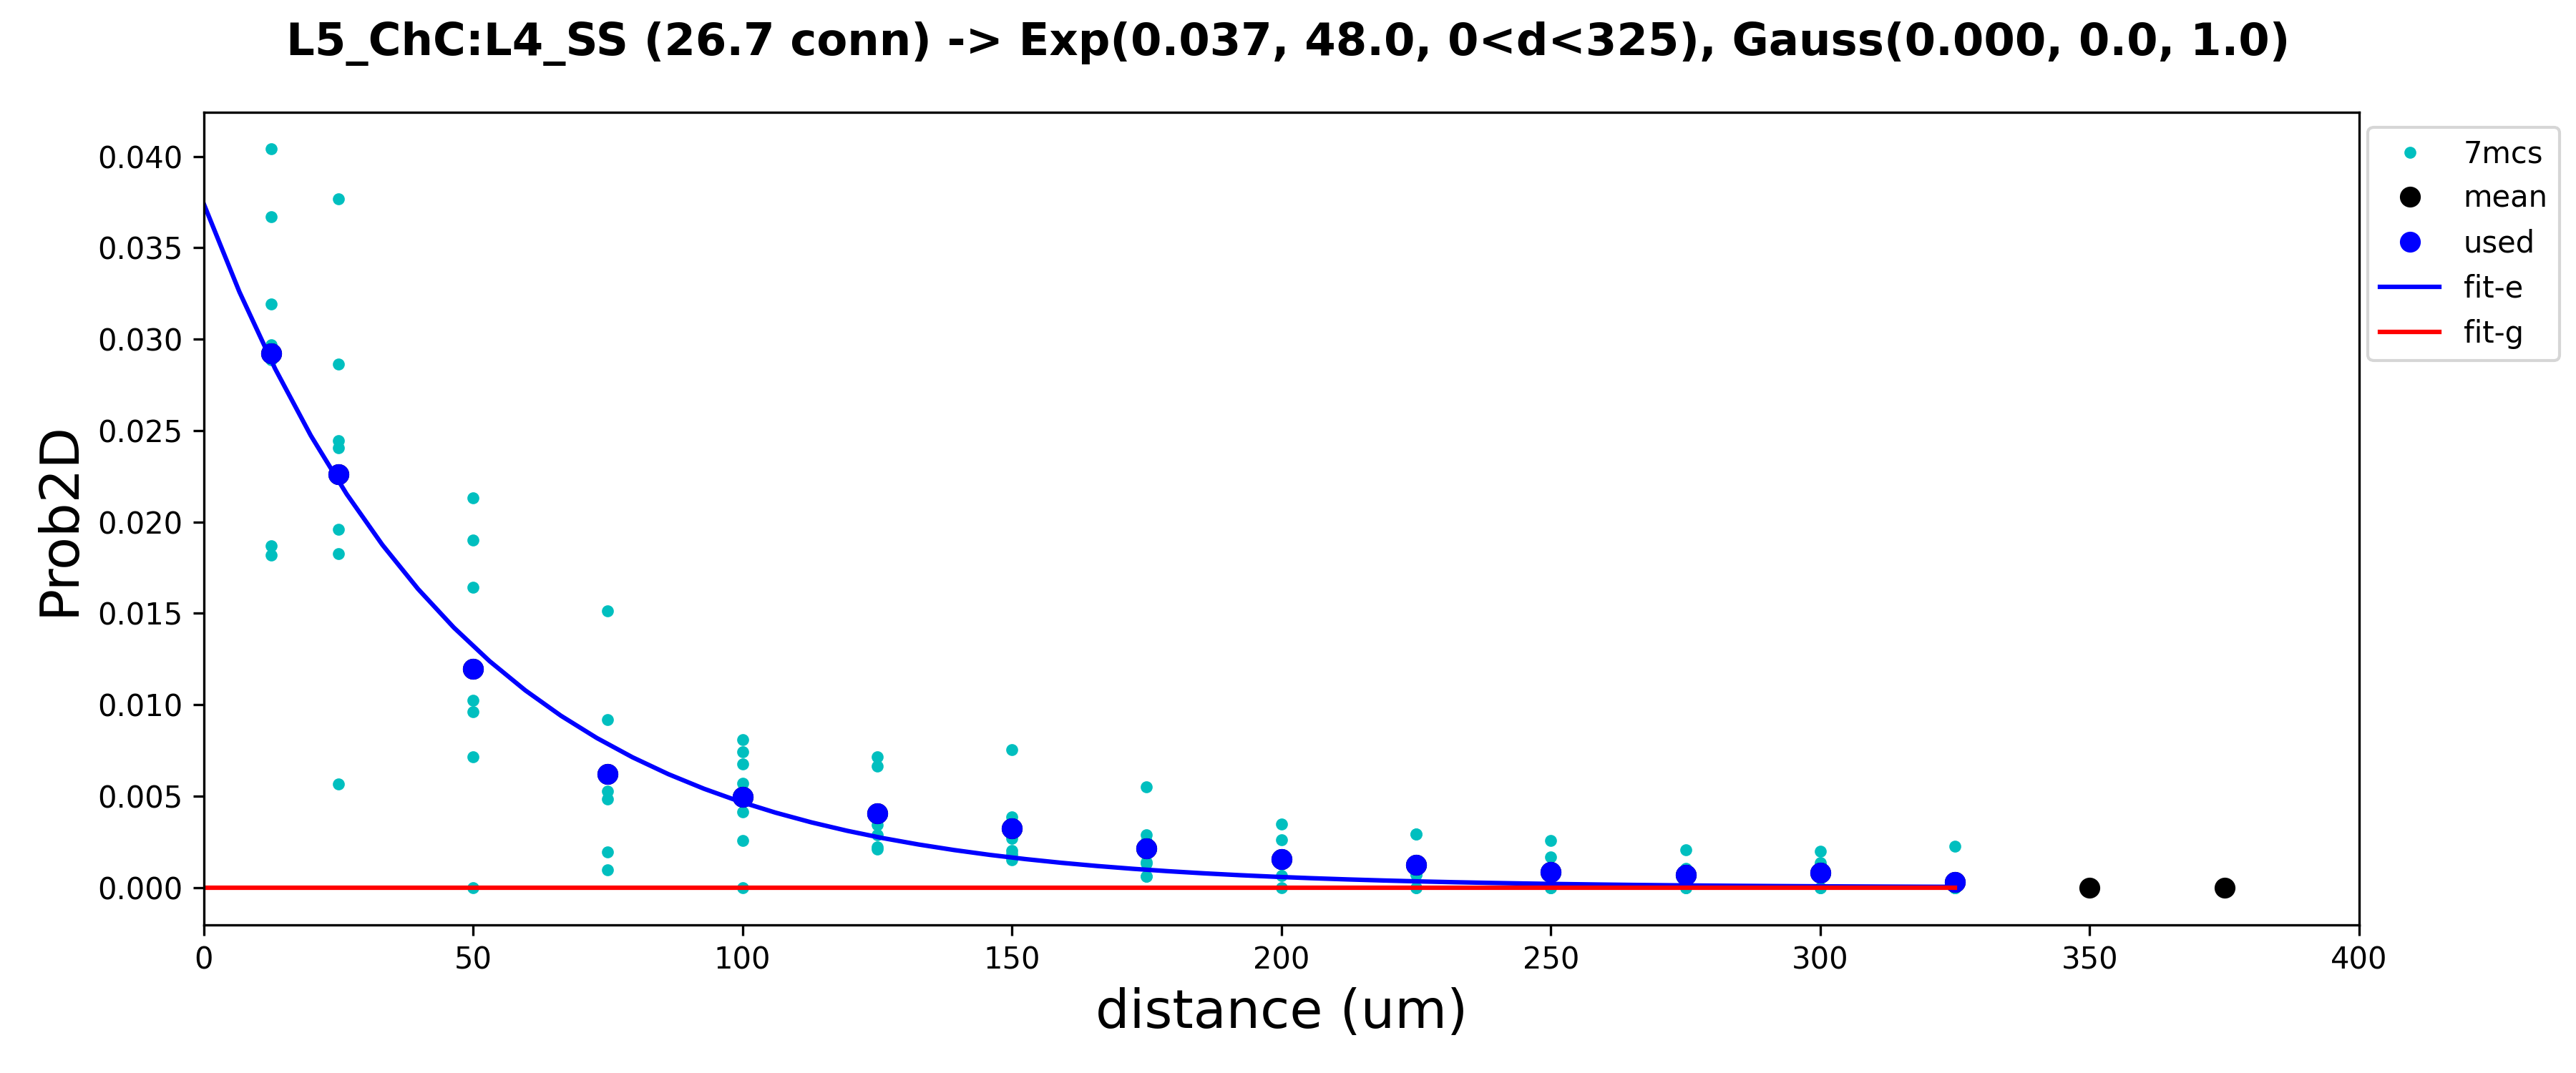 L5_ChC:L4_SS (26.7 conn) -> Exp(0.037, 48.0, 0<d<325), Gauss(0.000, 0.0, 1.0)
7mcs
mean
used
fit-e
fit-g
Prob2D
0.040
0.035
0.030
0.025
0.020
0.015
0.010
0.005
0.000
0 50 100 150 200 250 300 350 400
distance (um)